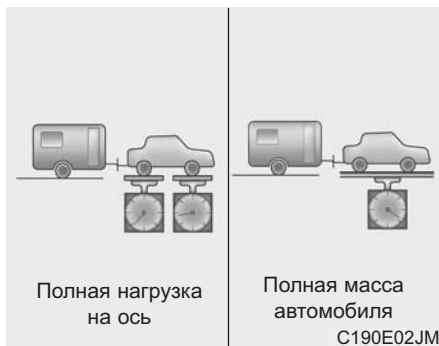 Полная нагрузка
на ось
Полная масса
автомобиля
C190E02JM